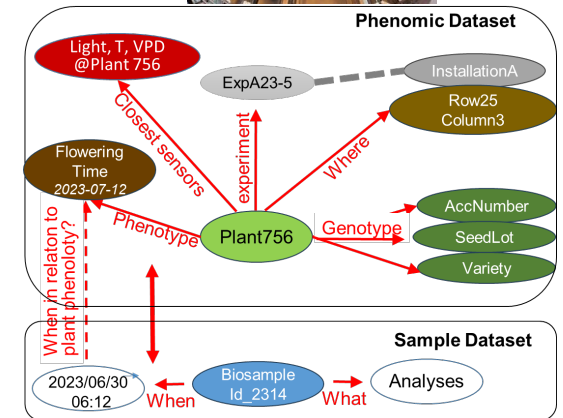 Phenomic Dataset
Light, T, VPD
@Plant 756
ExpA23-5
InstallationA
Row25
Column3
Closest sensors
experiment
Where
Flowering
Time
2023-07-12
Phenotype
Plant756
Genotype
AccNumber
SeedLot
Variety
When in relaton to
plant phenoloty?
Sample Dataset
2023/06/30
06:12
When
Biosample
Id_2314
What
Analyses